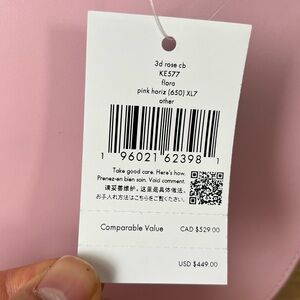 3d rose cb
KE577
flora
pink horiz (650) XL7
other
1 96021 62398 1
Take good care. Here's how.
Prenez-en bien soin. Voici comment.
请妥善维护。这里是具体做法。
お手入れ方法はこちらをご覧ください。
Comparable Value CAD $529.00
USD $449.00